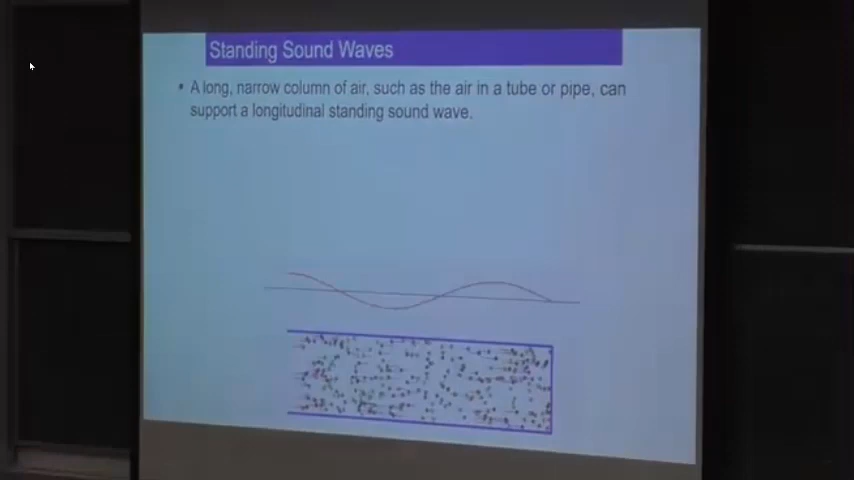 Standing Sound Waves
• A long, narrow column of air, such as the air in a tube or pipe, can
support a longitudinal standing sound wave.